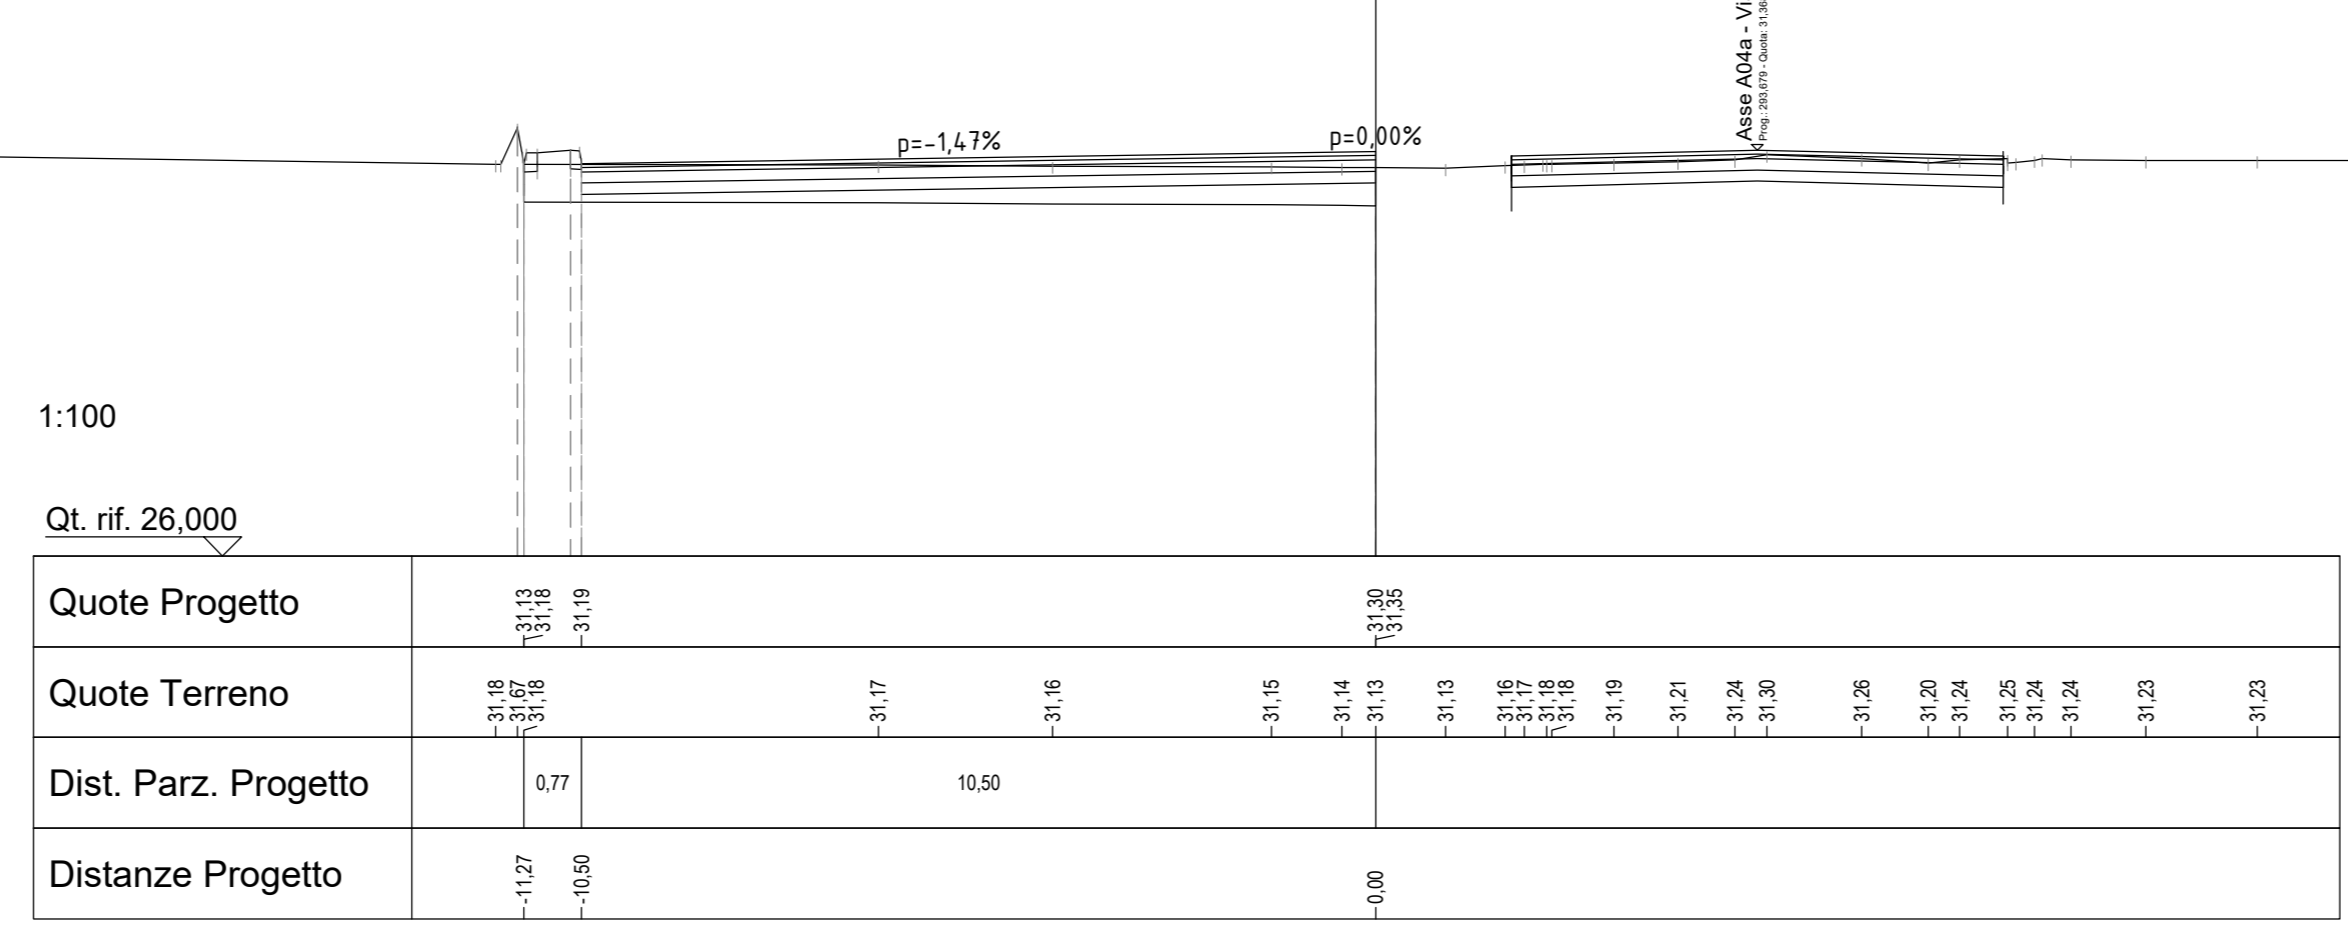 Asse A04a - Vi
Prog.: 293,679 - Quota: 31,36
p=-1,47%
p=0,00%
1:100
Qt. rif. 26,000
Quote Progetto 31,13 31,18 31,19 31,30 31,35
Quote Terreno 31,18 31,67 31,18 31,17 31,16 31,15 31,14 31,13 31,13 31,16 31,17 31,18 31,18 31,19 31,21 31,24 31,30 31,26 31,20 31,24 31,25 31,24 31,24 31,23 31,23
Dist. Parz. Progetto 0,77 10,50
Distanze Progetto -11,27 -10,50 0,00